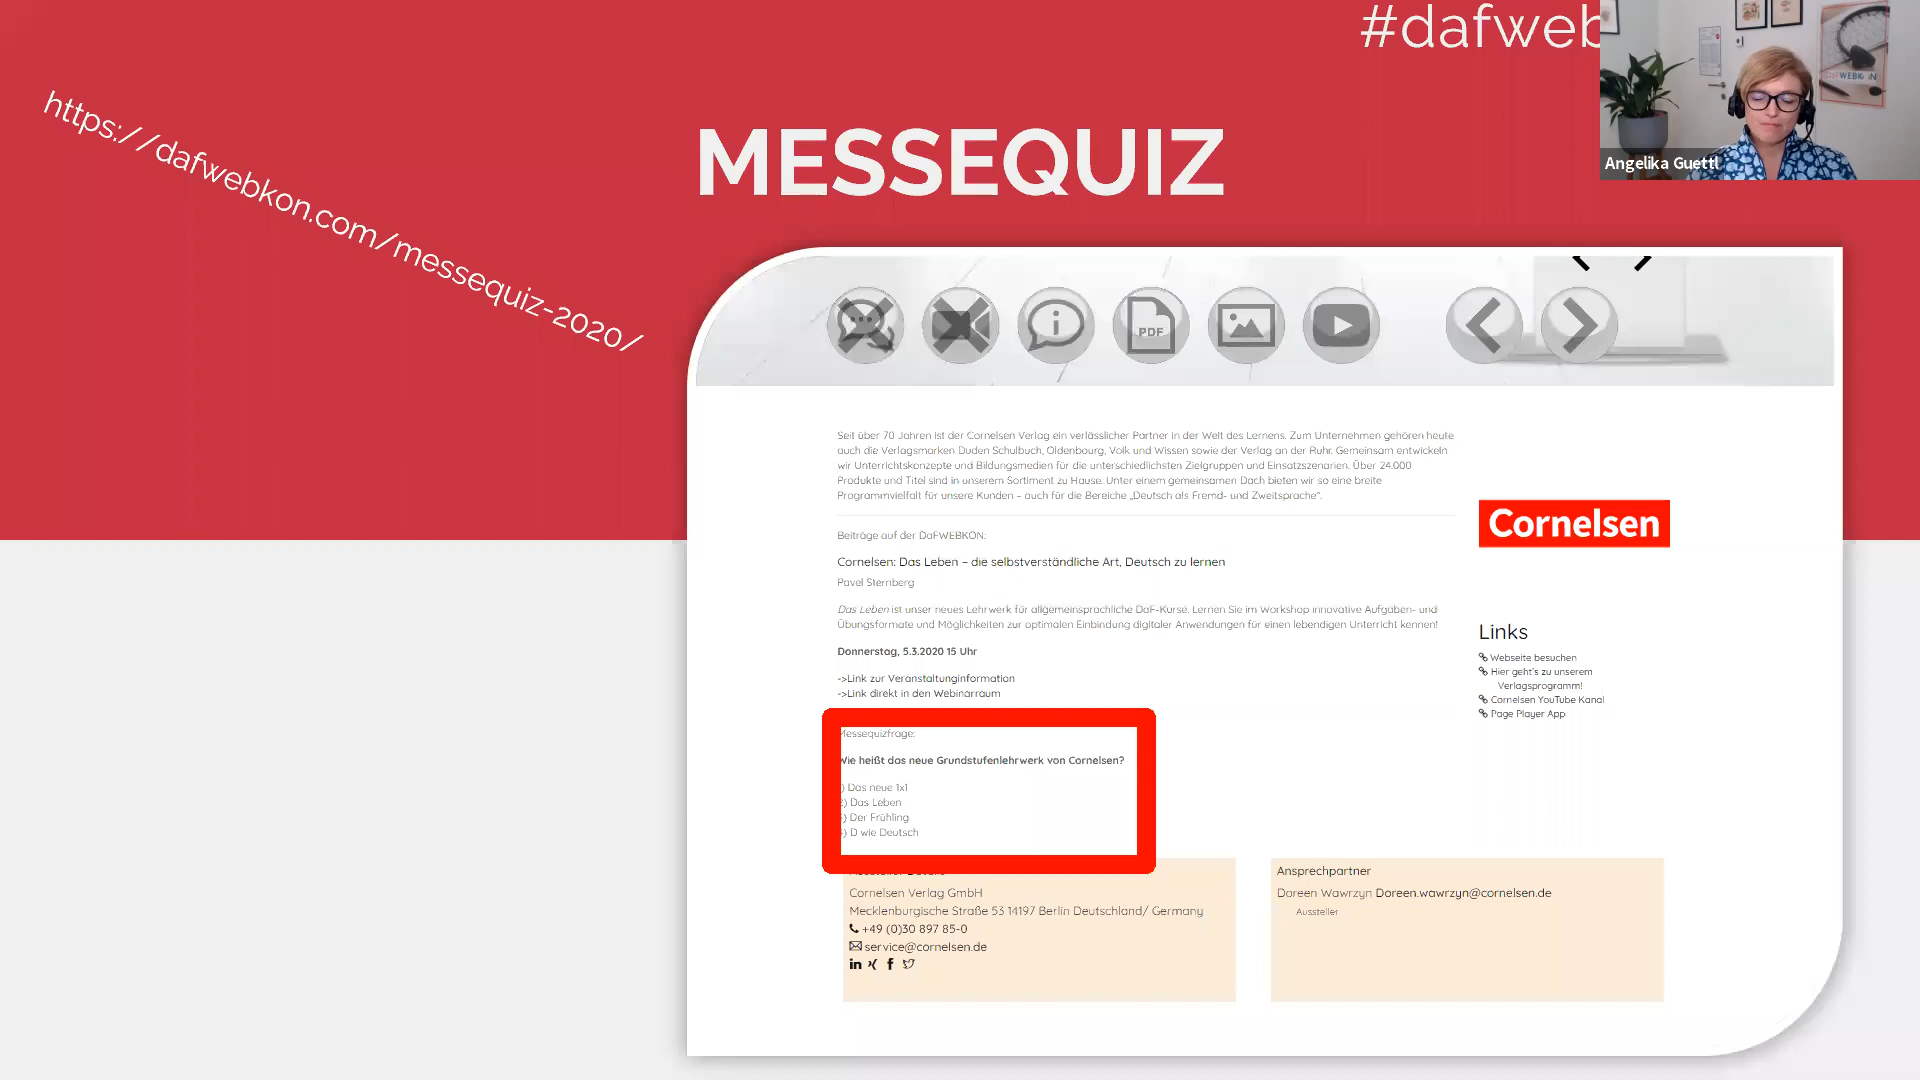 #dafweb
https://dafwebkon.com/messequiz-2020/
MESSEQUIZ
DAFWEBKON
Angelika Guettl
PDF
Seit über 70 Jahren ist der Cornelsen Verlag ein verlässlicher Partner in der Welt des Lernens. Zum Unternehmen gehören heute
auch die Verlagsmarken Duden Schulbuch, Oldenbourg, Volk und Wissen sowie der Verlag an der Ruhr. Gemeinsam entwickeln
wir Unterrichtskonzepte und Bildungsmedien für die unterschiedlichsten Zielgruppen und Einsatzszenarien. Über 24.000
Produkte und Titel sind in unserem Sortiment zu Hause. Unter einem gemeinsamen Dach bieten wir so eine breite
Programmvielfalt für unsere Kunden – auch für die Bereiche „Deutsch als Fremd- und Zweitsprache".
Beiträge auf der DaFWEBKON:
Cornelsen: Das Leben – die selbstverständliche Art, Deutsch zu lernen
Pavel Sternberg
Das Leben ist unser neues Lehrwerk für allgemeinsprachliche DaF-Kurse. Lernen Sie im Workshop innovative Aufgaben- und
Übungsformate und Möglichkeiten zur optimalen Einbindung digitaler Anwendungen für einen lebendigen Unterricht kennen!
Donnerstag, 5.3.2020 15 Uhr
->Link zur Veranstaltunginformation
->Link direkt in den Webinarraum
Messequizfrage:
Wie heißt das neue Grundstufenlehrwerk von Cornelsen?
) Das neue 1x1
2) Das Leben
3) Der Frühling
4) D wie Deutsch
Cornelsen
Links
Webseite besuchen
Hier geht's zu unserem
Verlagsprogramm!
Cornelsen YouTube Kanal
Page Player App
Cornelsen Verlag GmbH
Mecklenburgische Straße 53 14197 Berlin Deutschland/ Germany
+49 (0)30 897 85-0
service@cornelsen.de
Ansprechpartner
Doreen Wawrzyn Doreen.wawrzyn@cornelsen.de
Aussteller